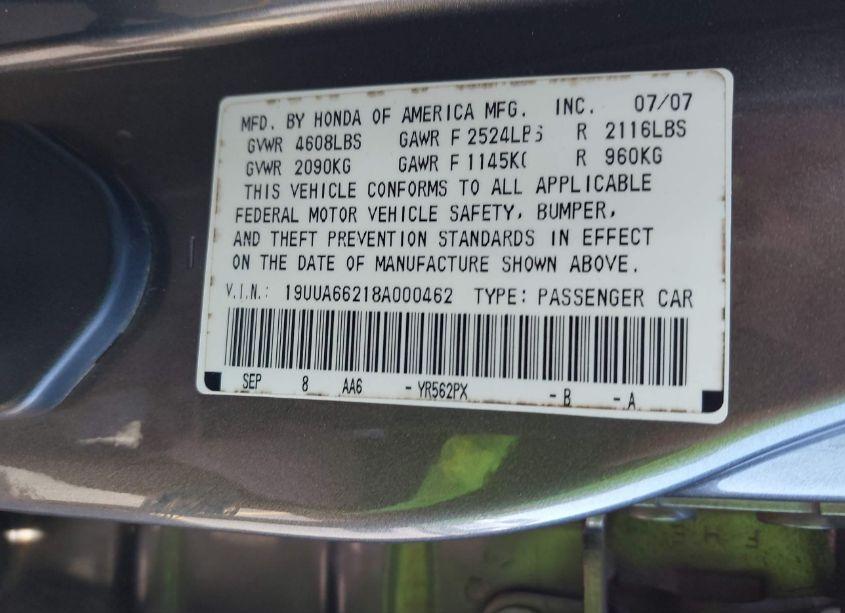 MFD. BY HONDA OF AMERICA MFG. INC. 07/07
GVWR 4608LBS GAWR F 2524LBS R 2116LBS
GVWR 2090KG GAWR F 1145KG R 960KG
THIS VEHICLE CONFORMS TO ALL APPLICABLE
FEDERAL MOTOR VEHICLE SAFETY, BUMPER,
AND THEFT PREVENTION STANDARDS IN EFFECT
ON THE DATE OF MANUFACTURE SHOWN ABOVE.
V.I.N.: 19UUA66218A000462 TYPE: PASSENGER CAR
SEP 8 AA6 - YR562PX - B - A